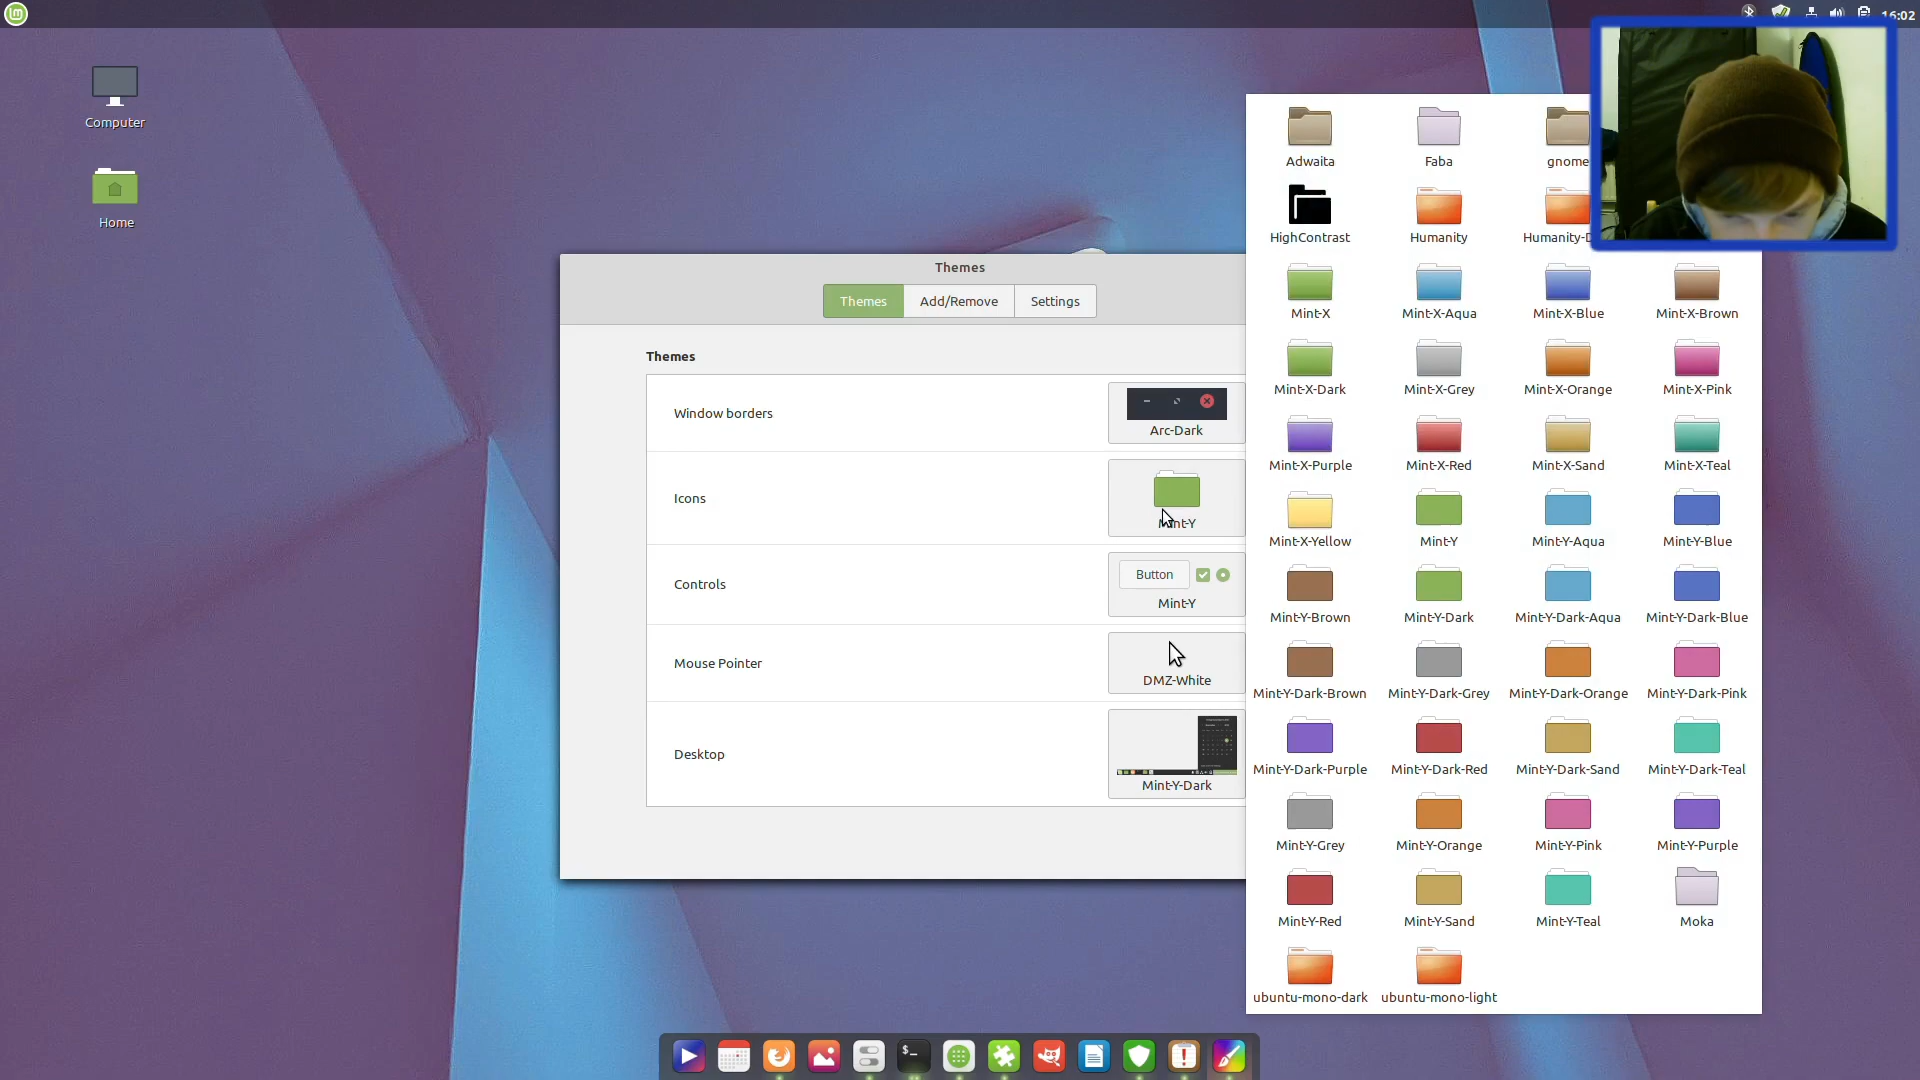 16:02
Computer
Home
Themes
Themes Add/Remove Settings
Themes
Window borders
Arc-Dark
Icons
Mint-Y
Controls
Button
Mint-Y
Mouse Pointer
DMZ-White
Desktop
Mint-Y-Dark
Adwaita Faba gnome
HighContrast Humanity Humanity-D
Mint-X Mint-X-Aqua Mint-X-Blue Mint-X-Brown
Mint-X-Dark Mint-X-Grey Mint-X-Orange Mint-X-Pink
Mint-X-Purple Mint-X-Red Mint-X-Sand Mint-X-Teal
Mint-X-Yellow Mint-Y Mint-Y-Aqua Mint-Y-Blue
Mint-Y-Brown Mint-Y-Dark Mint-Y-Dark-Aqua Mint-Y-Dark-Blue
Mint-Y-Dark-Brown Mint-Y-Dark-Grey Mint-Y-Dark-Orange Mint-Y-Dark-Pink
Mint-Y-Dark-Purple Mint-Y-Dark-Red Mint-Y-Dark-Sand Mint-Y-Dark-Teal
Mint-Y-Grey Mint-Y-Orange Mint-Y-Pink Mint-Y-Purple
Mint-Y-Red Mint-Y-Sand Mint-Y-Teal Moka
ubuntu-mono-dark ubuntu-mono-light
$_